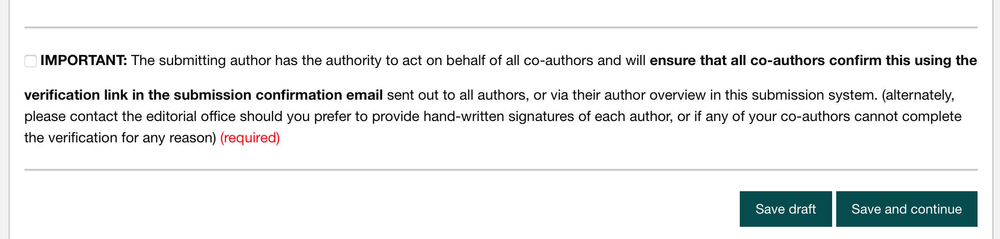 IMPORTANT: The submitting author has the authority to act on behalf of all co-authors and will ensure that all co-authors confirm this using the
verification link in the submission confirmation email sent out to all authors, or via their author overview in this submission system. (alternately,
please contact the editorial office should you prefer to provide hand-written signatures of each author, or if any of your co-authors cannot complete
the verification for any reason) (required)
Save draft
Save and continue